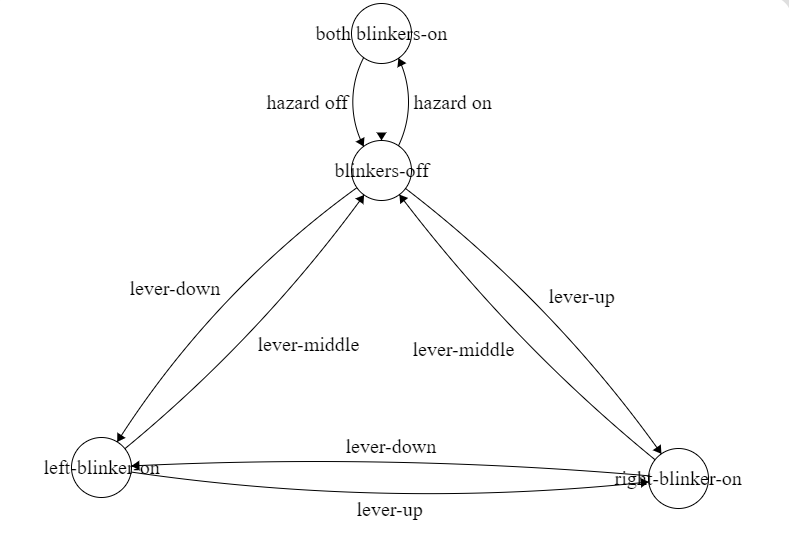 both blinkers-on
hazard off
hazard on
blinkers-off
lever-down
lever-up
lever-middle
lever-middle
lever-down
left-blinker-on
right-blinker-on
lever-up